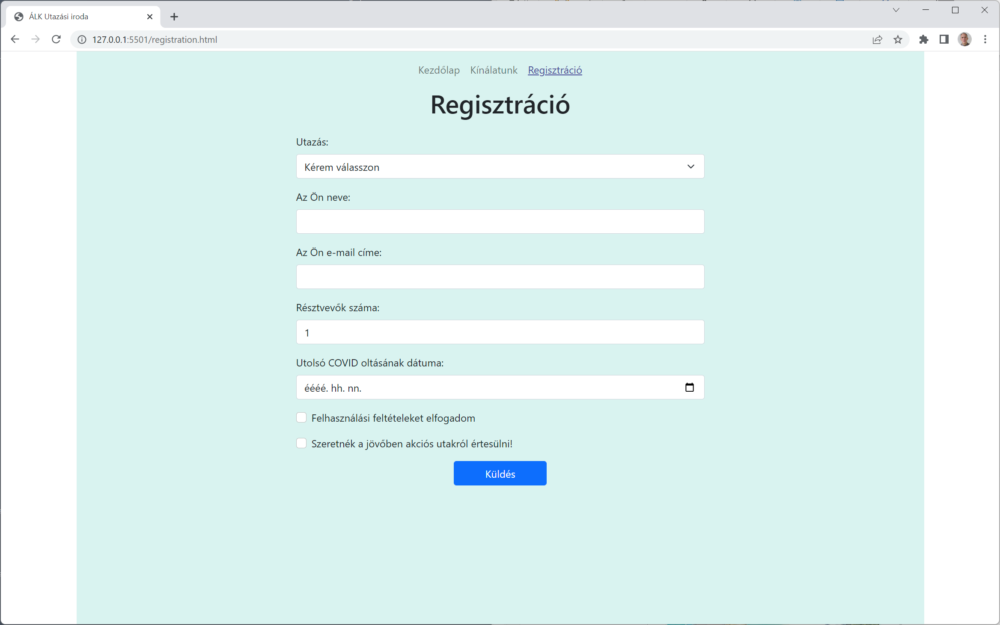 ÁLK Utazási iroda
127.0.0.1:5501/registration.html
Kezdőlap Kínálatunk Regisztráció
Regisztráció
Utazás:
Kérem válasszon
Az Ön neve:
Az Ön e-mail címe:
Résztvevők száma:
1
Utolsó COVID oltásának dátuma:
éééé. hh. nn.
Felhasználási feltételeket elfogadom
Szeretnék a jövőben akciós utakról értesülni!
Küldés